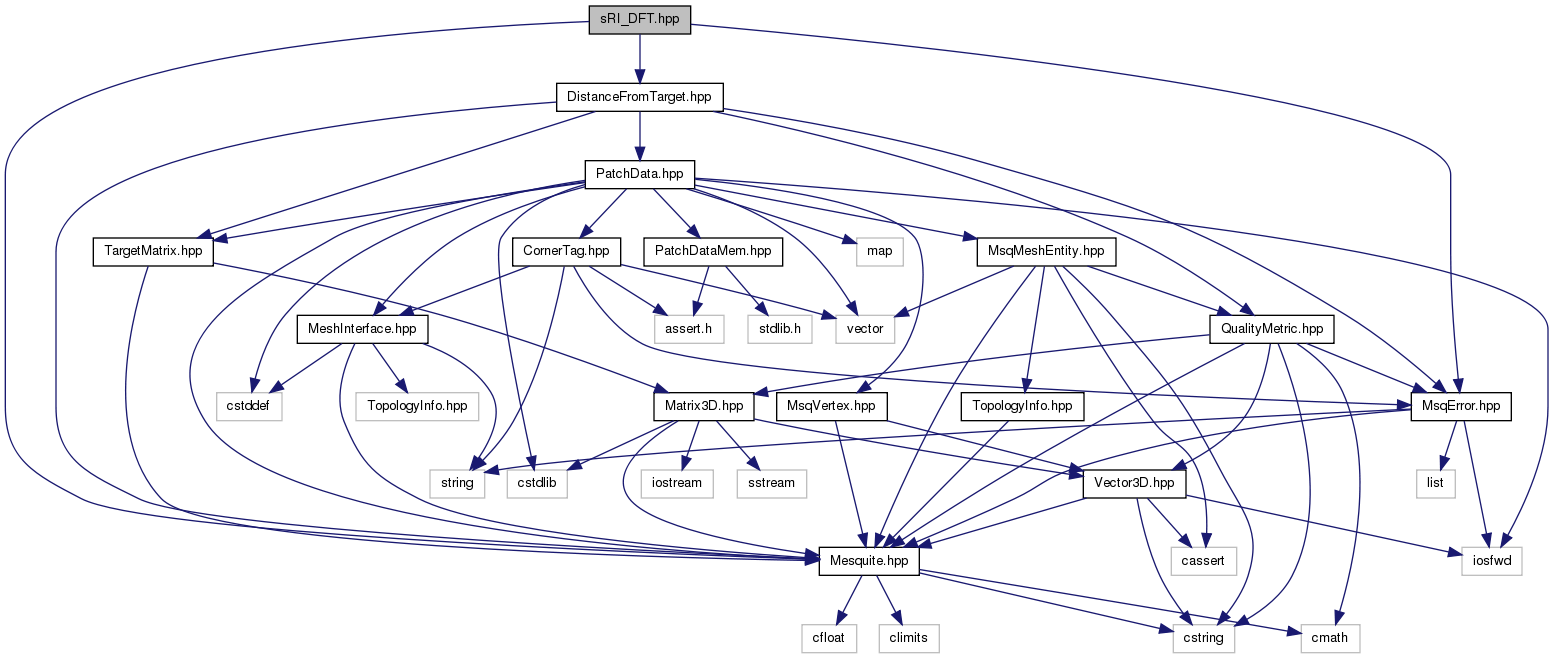 sRI_DFT.hpp
DistanceFromTarget.hpp
PatchData.hpp
TargetMatrix.hpp
CornerTag.hpp
PatchDataMem.hpp
map
MsqMeshEntity.hpp
MeshInterface.hpp
assert.h
stdlib.h
vector
QualityMetric.hpp
cstddef
TopologyInfo.hpp
Matrix3D.hpp
MsqVertex.hpp
TopologyInfo.hpp
MsqError.hpp
string
cstdlib
iostream
sstream
Vector3D.hpp
list
Mesquite.hpp
cassert
iosfwd
cfloat
climits
cstring
cmath